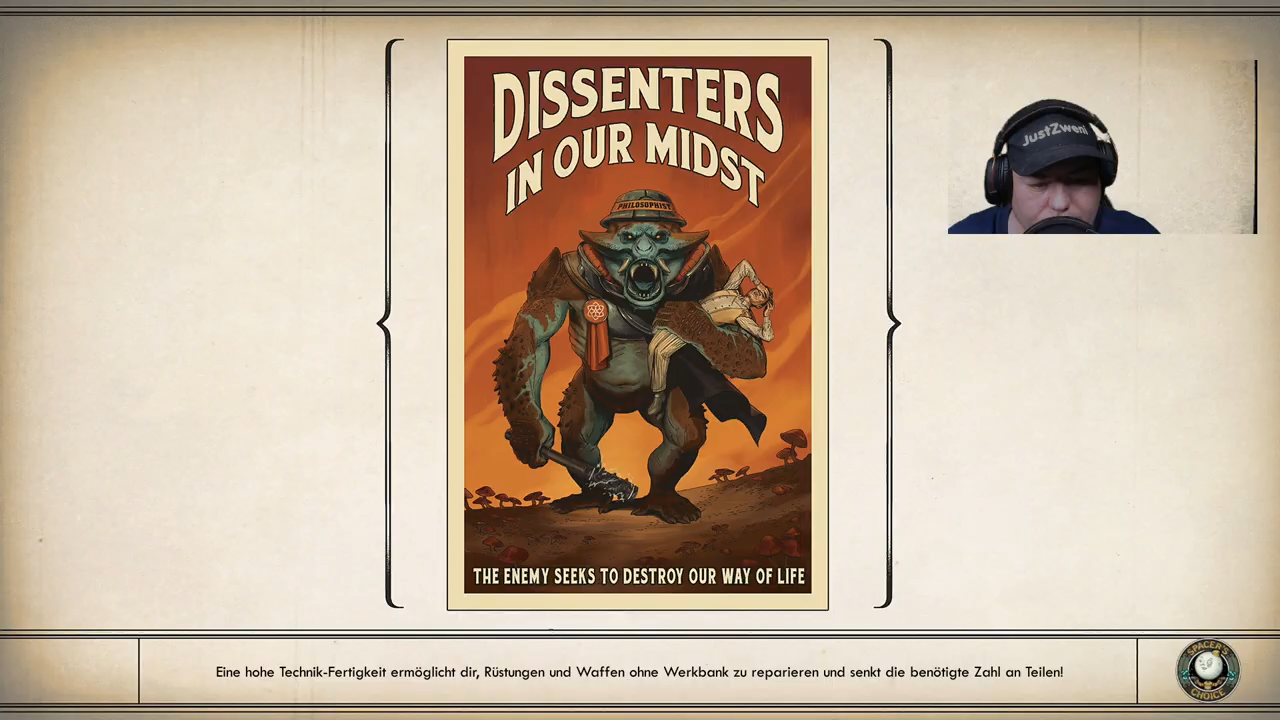 DISSENTERS
IN OUR MIDST
PHILOSOPHIST
JustZweni
THE ENEMY SEEKS TO DESTROY OUR WAY OF LIFE
Eine hohe Technik-Fertigkeit ermöglicht dir, Rüstungen und Waffen ohne Werkbank zu reparieren und senkt die benötigte Zahl an Teilen!
SPACER'S
CHOICE